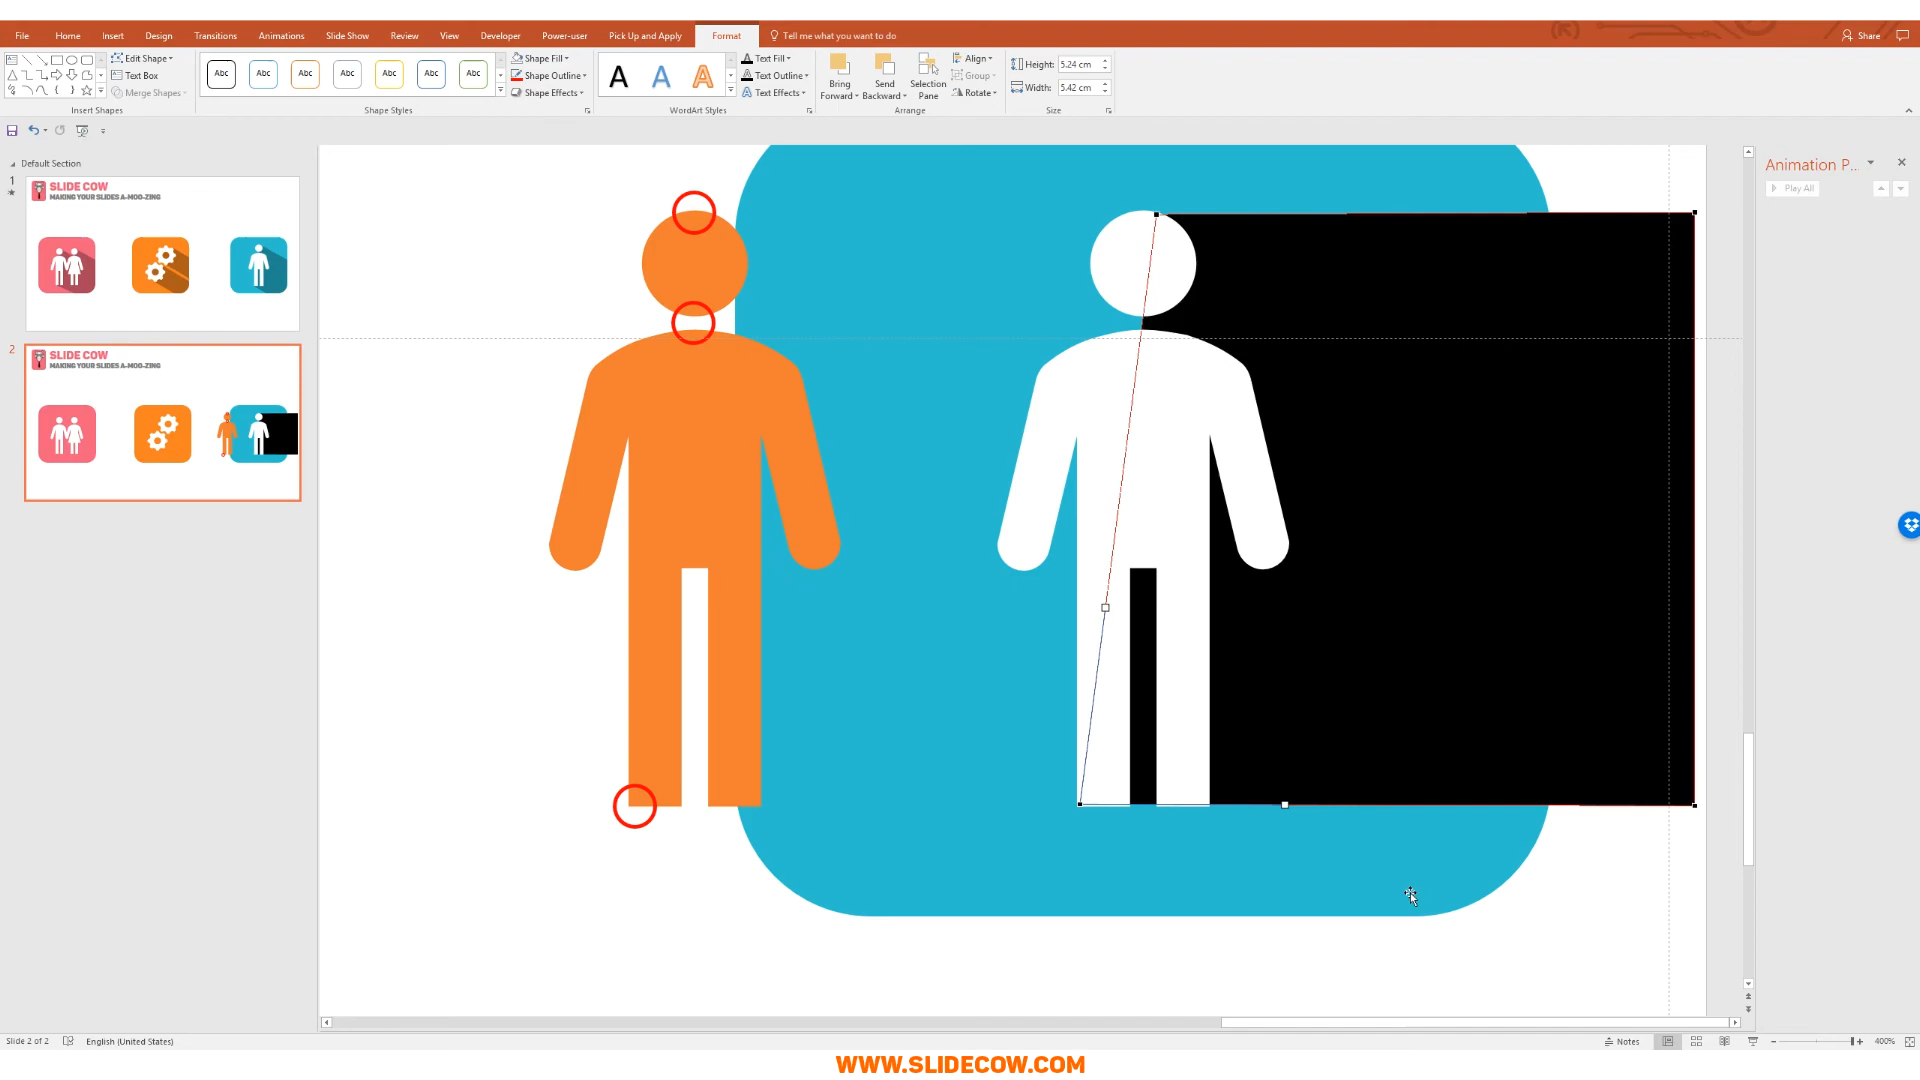 File Home Insert Design Transitions Animations Slide Show Review View Developer Power-user Pick Up and Apply Format Tell me what you want to do Share
Edit Shape Abc Abc Abc Abc Abc Abc Abc Shape Fill A A A Text Fill Align Height: 5.24 cm
Text Box Shape Outline Text Outline Bring Forward Send Backward Selection Pane Group
Merge Shapes Shape Effects Text Effects Rotate Width: 5.42 cm
Insert Shapes Shape Styles WordArt Styles Arrange Size
Default Section
Animation P...
Play All
1
SLIDE COW
MAKING YOUR SLIDES A-MOO-ZING
2
SLIDE COW
MAKING YOUR SLIDES A-MOO-ZING
Slide 2 of 2 English (United States) Notes 400%
WWW.SLIDECOW.COM